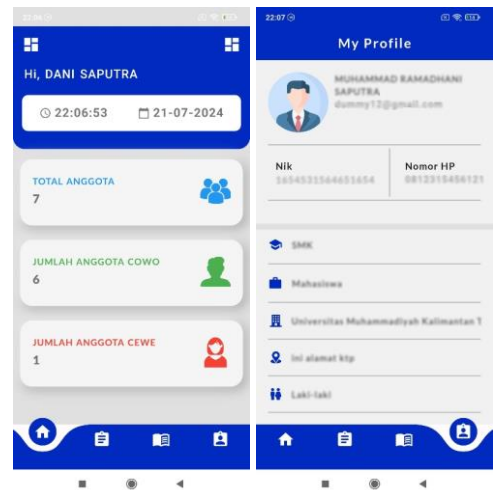 22:07
Hi, DANI SAPUTRA
22:06:53 21-07-2024
TOTAL ANGGOTA
7
JUMLAH ANGGOTA COWO
6
JUMLAH ANGGOTA CEWE
1
My Profile
MUHAMMAD RAMADHANI
SAPUTRA
dummy12@gmail.com
Nik
Nomor HP
SMK
Mahasiswa
Universitas Muhammadiyah Kalimantan
ini alamat ktp
Laki-laki